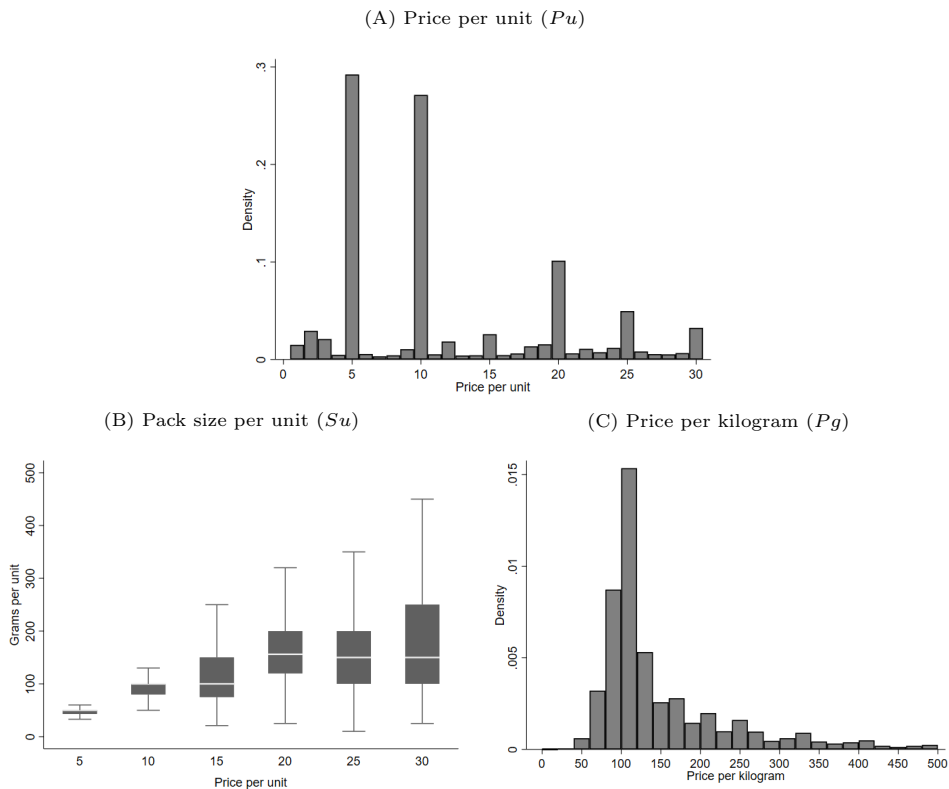 (A) Price per unit (Pu)
.3
.2
.1
0
Density
0 5 10 15 20 25 30
Price per unit
(B) Pack size per unit (Su)
500
400
300
200
100
0
Grams per unit
5 10 15 20 25 30
Price per unit
(C) Price per kilogram (Pg)
.015
.01
.005
0
Density
0 50 100 150 200 250 300 350 400 450 500
Price per kilogram